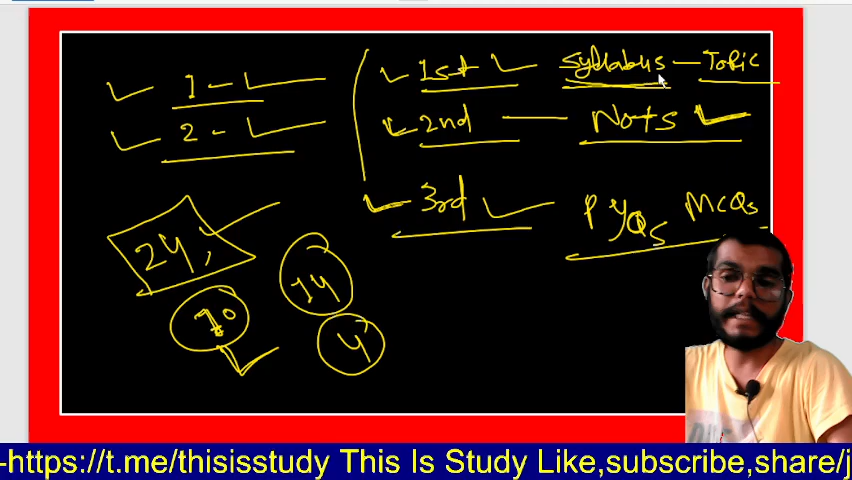 1 -
2 -
1st Syllabus - Topic
2nd - Nots
3rd PYQs McQs
24,
14
10
4
-https://t.me/thisisstudy This Is Study Like,subscribe,share/j